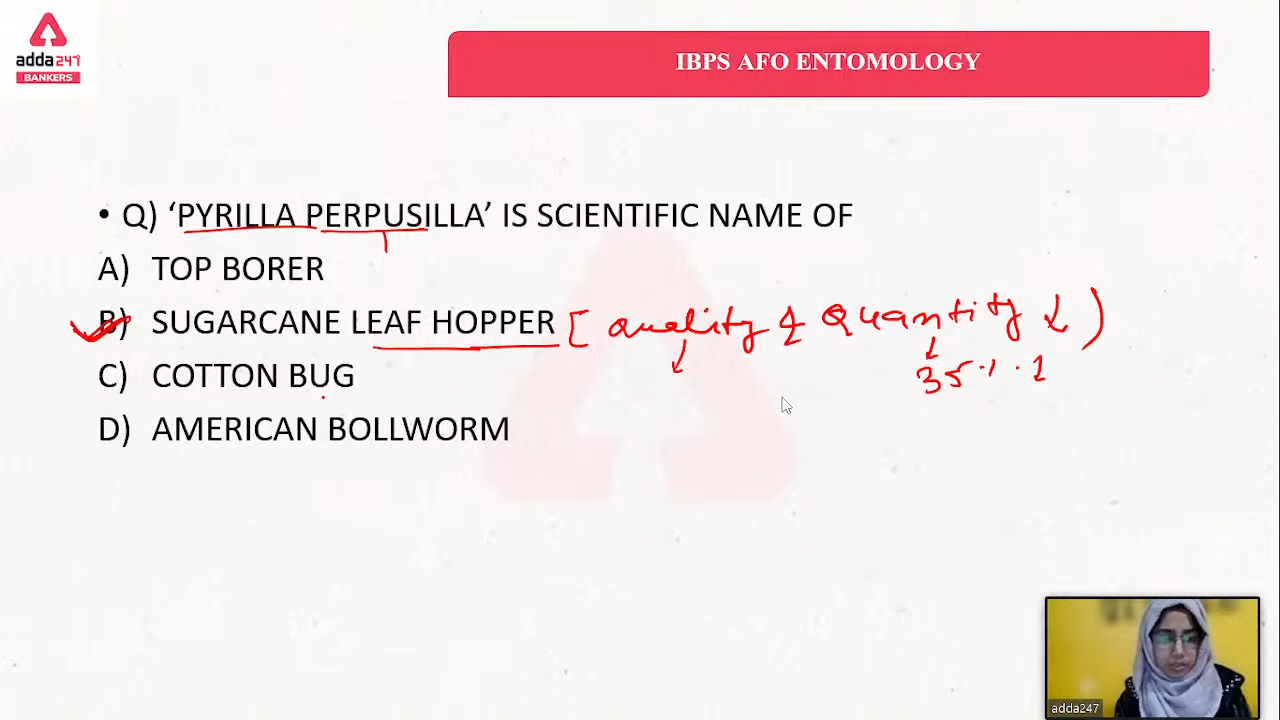 adda247
BANKERS
IBPS AFO ENTOMOLOGY
• Q) ‘PYRILLA PERPUSILLA’ IS SCIENTIFIC NAME OF
A) TOP BORER
B) SUGARCANE LEAF HOPPER [ Quality & Quantity ↓ )
C) COTTON BUG
35%. ↓
D) AMERICAN BOLLWORM
adda247